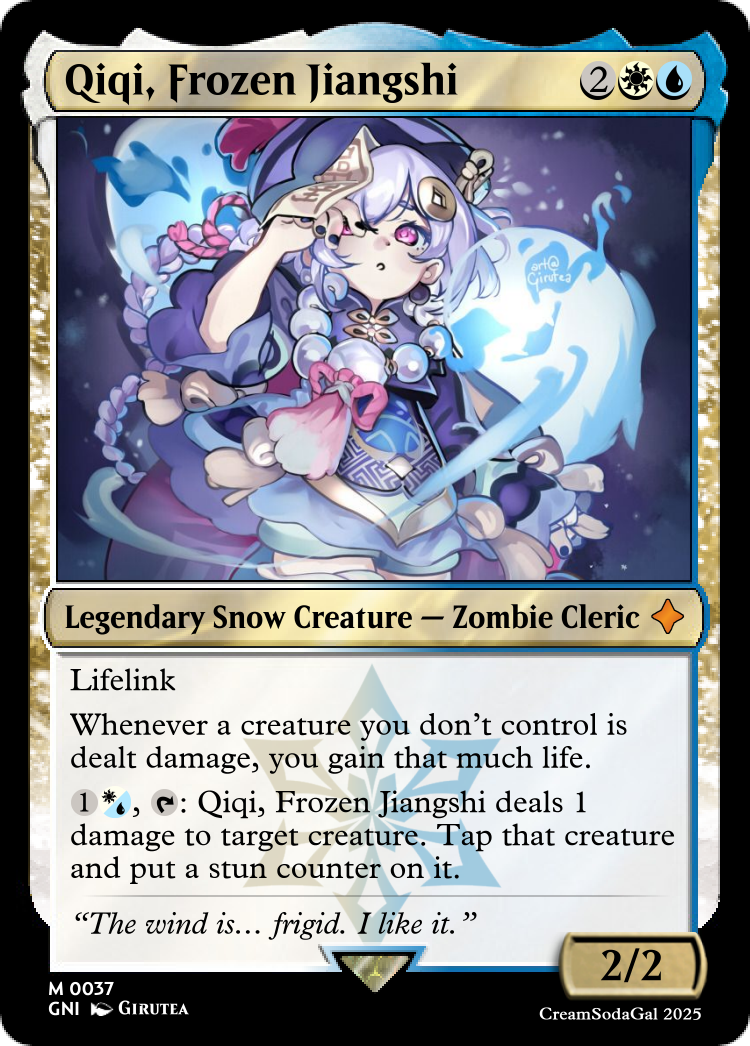 Qiqi, Frozen Jiangshi 2
art@
Girutea
Legendary Snow Creature — Zombie Cleric
Lifelink
Whenever a creature you don't control is
dealt damage, you gain that much life.
1 , : Qiqi, Frozen Jiangshi deals 1
damage to target creature. Tap that creature
and put a stun counter on it.
“The wind is… frigid. I like it.”
2/2
M 0037
GNI GIRUTEA
CreamSodaGal 2025